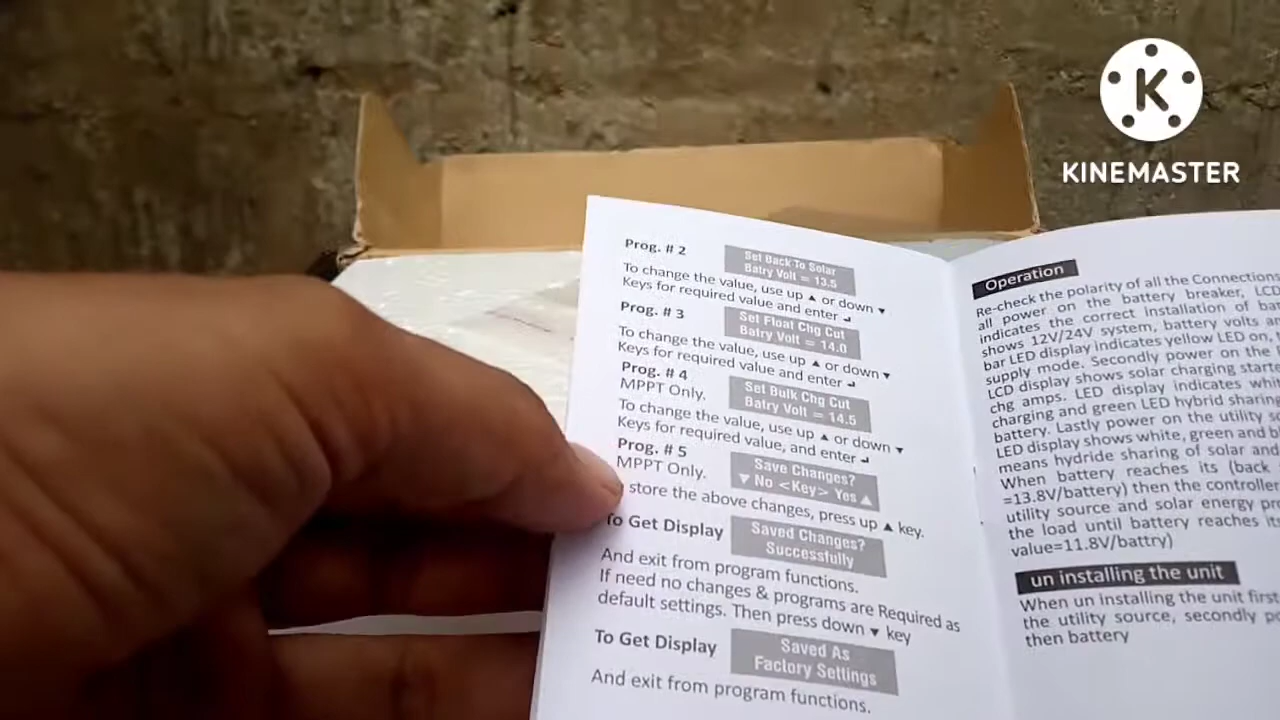 K
KINEMASTER
Prog. # 2
Set Back To Solar
Batry Volt = 13.5
To change the value, use up ▲ or down ▼
Keys for required value and enter ↲
Prog. # 3
Set Float Chg Cut
Batry Volt = 14.0
To change the value, use up ▲ or down ▼
Keys for required value and enter ↲
Prog. # 4
MPPT Only.
Set Bulk Chg Cut
Batry Volt = 14.5
To change the value, use up ▲ or down ▼
Keys for required value, and enter ↲
Prog. # 5
MPPT Only.
Save Changes?
▼ No <Key> Yes ▲
store the above changes, press up ▲ key.
To Get Display
Saved Changes?
Successfully
And exit from program functions.
If need no changes & programs are Required as
default settings. Then press down ▼ key
To Get Display
Saved As
Factory Settings
And exit from program functions.
Operation
Re-check the polarity of all the Connections
all power on the battery breaker, LCD
indicates the correct installation of
shows 12V/24V system, battery volts
bar LED display indicates yellow LED on,
supply mode. Secondly power on the
LCD display shows solar charging
chg amps. LED display indicates
charging and green LED hybrid sharing
battery. Lastly power on the utility
LED display shows white, green and
means hydride sharing of solar and
When battery reaches its (back
=13.8V/battery) then the controller
utility source and solar energy
the load until battery reaches
value=11.8V/battry)
un installing the unit
When un installing the unit first
the utility source, secondly
then battery